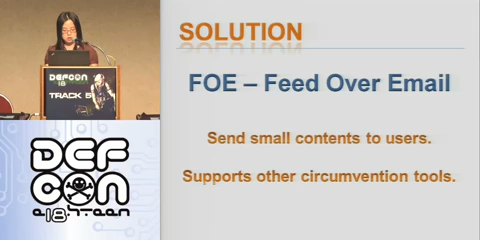 DEFCON
18
TRACK 5
DEF
CON
e18hteen
SOLUTION
FOE – Feed Over Email
Send small contents to users.
Supports other circumvention tools.